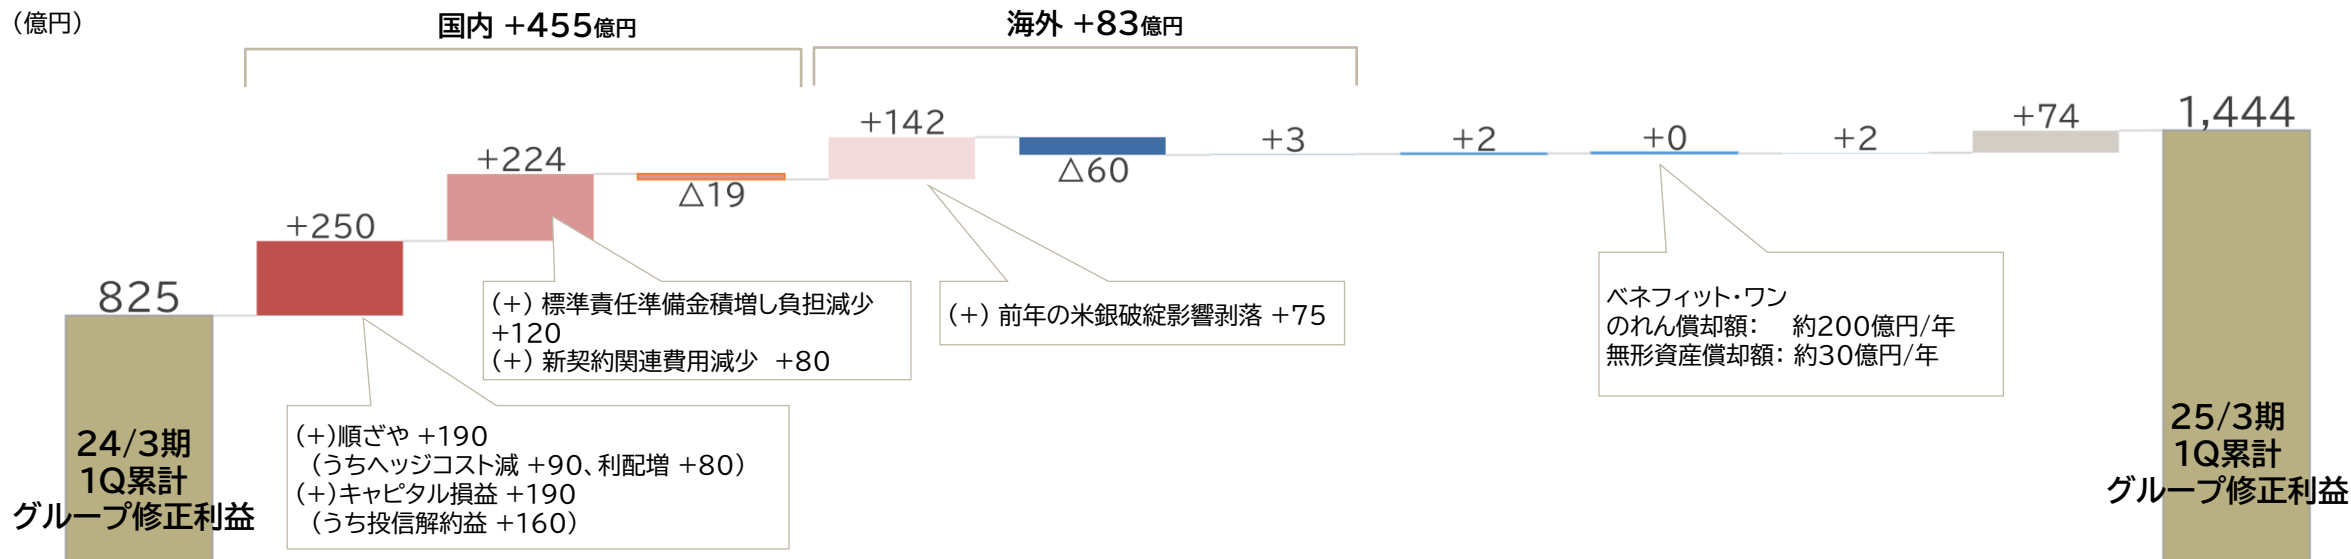 （億円）
国内 +455億円
海外 +83億円
825
+250
+224
△19
+142
△60
+3
+2
+0
+2
+74
1,444
(+) 標準責任準備金積増し負担減少
+120
(+) 新契約関連費用減少 +80
(+) 前年の米銀破綻影響剥落 +75
ベネフィット・ワン
のれん償却額： 約200億円/年
無形資産償却額： 約30億円/年
(+)順ざや +190
（うちヘッジコスト減 +90、利配増 +80）
(+)キャピタル損益 +190
（うち投信解約益 +160）
24/3期
1Q累計
グループ修正利益
25/3期
1Q累計
グループ修正利益